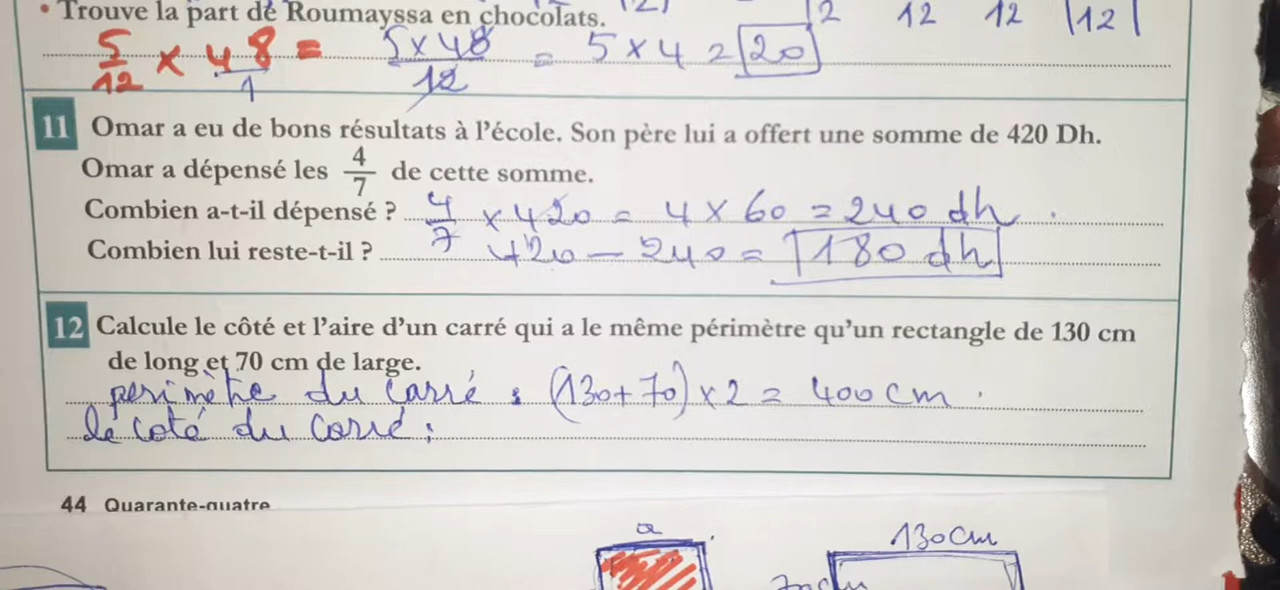 • Trouve la part de Roumayssa en chocolats.
12 12 12 12
5/12 × 48/1 = 5 × 48/12 = 5 × 4 = 20
11 Omar a eu de bons résultats à l'école. Son père lui a offert une somme de 420 Dh.
Omar a dépensé les 4/7 de cette somme.
Combien a-t-il dépensé ? 4/7 × 420 = 4 × 60 = 240 dh.
Combien lui reste-t-il ? 420 - 240 = 180 dh
12 Calcule le côté et l'aire d'un carré qui a le même périmètre qu'un rectangle de 130 cm
de long et 70 cm de large.
périmètre du carré : (130+70)×2 = 400 cm.
le coté du carré :
44 Quarante-quatre
a 130 cm